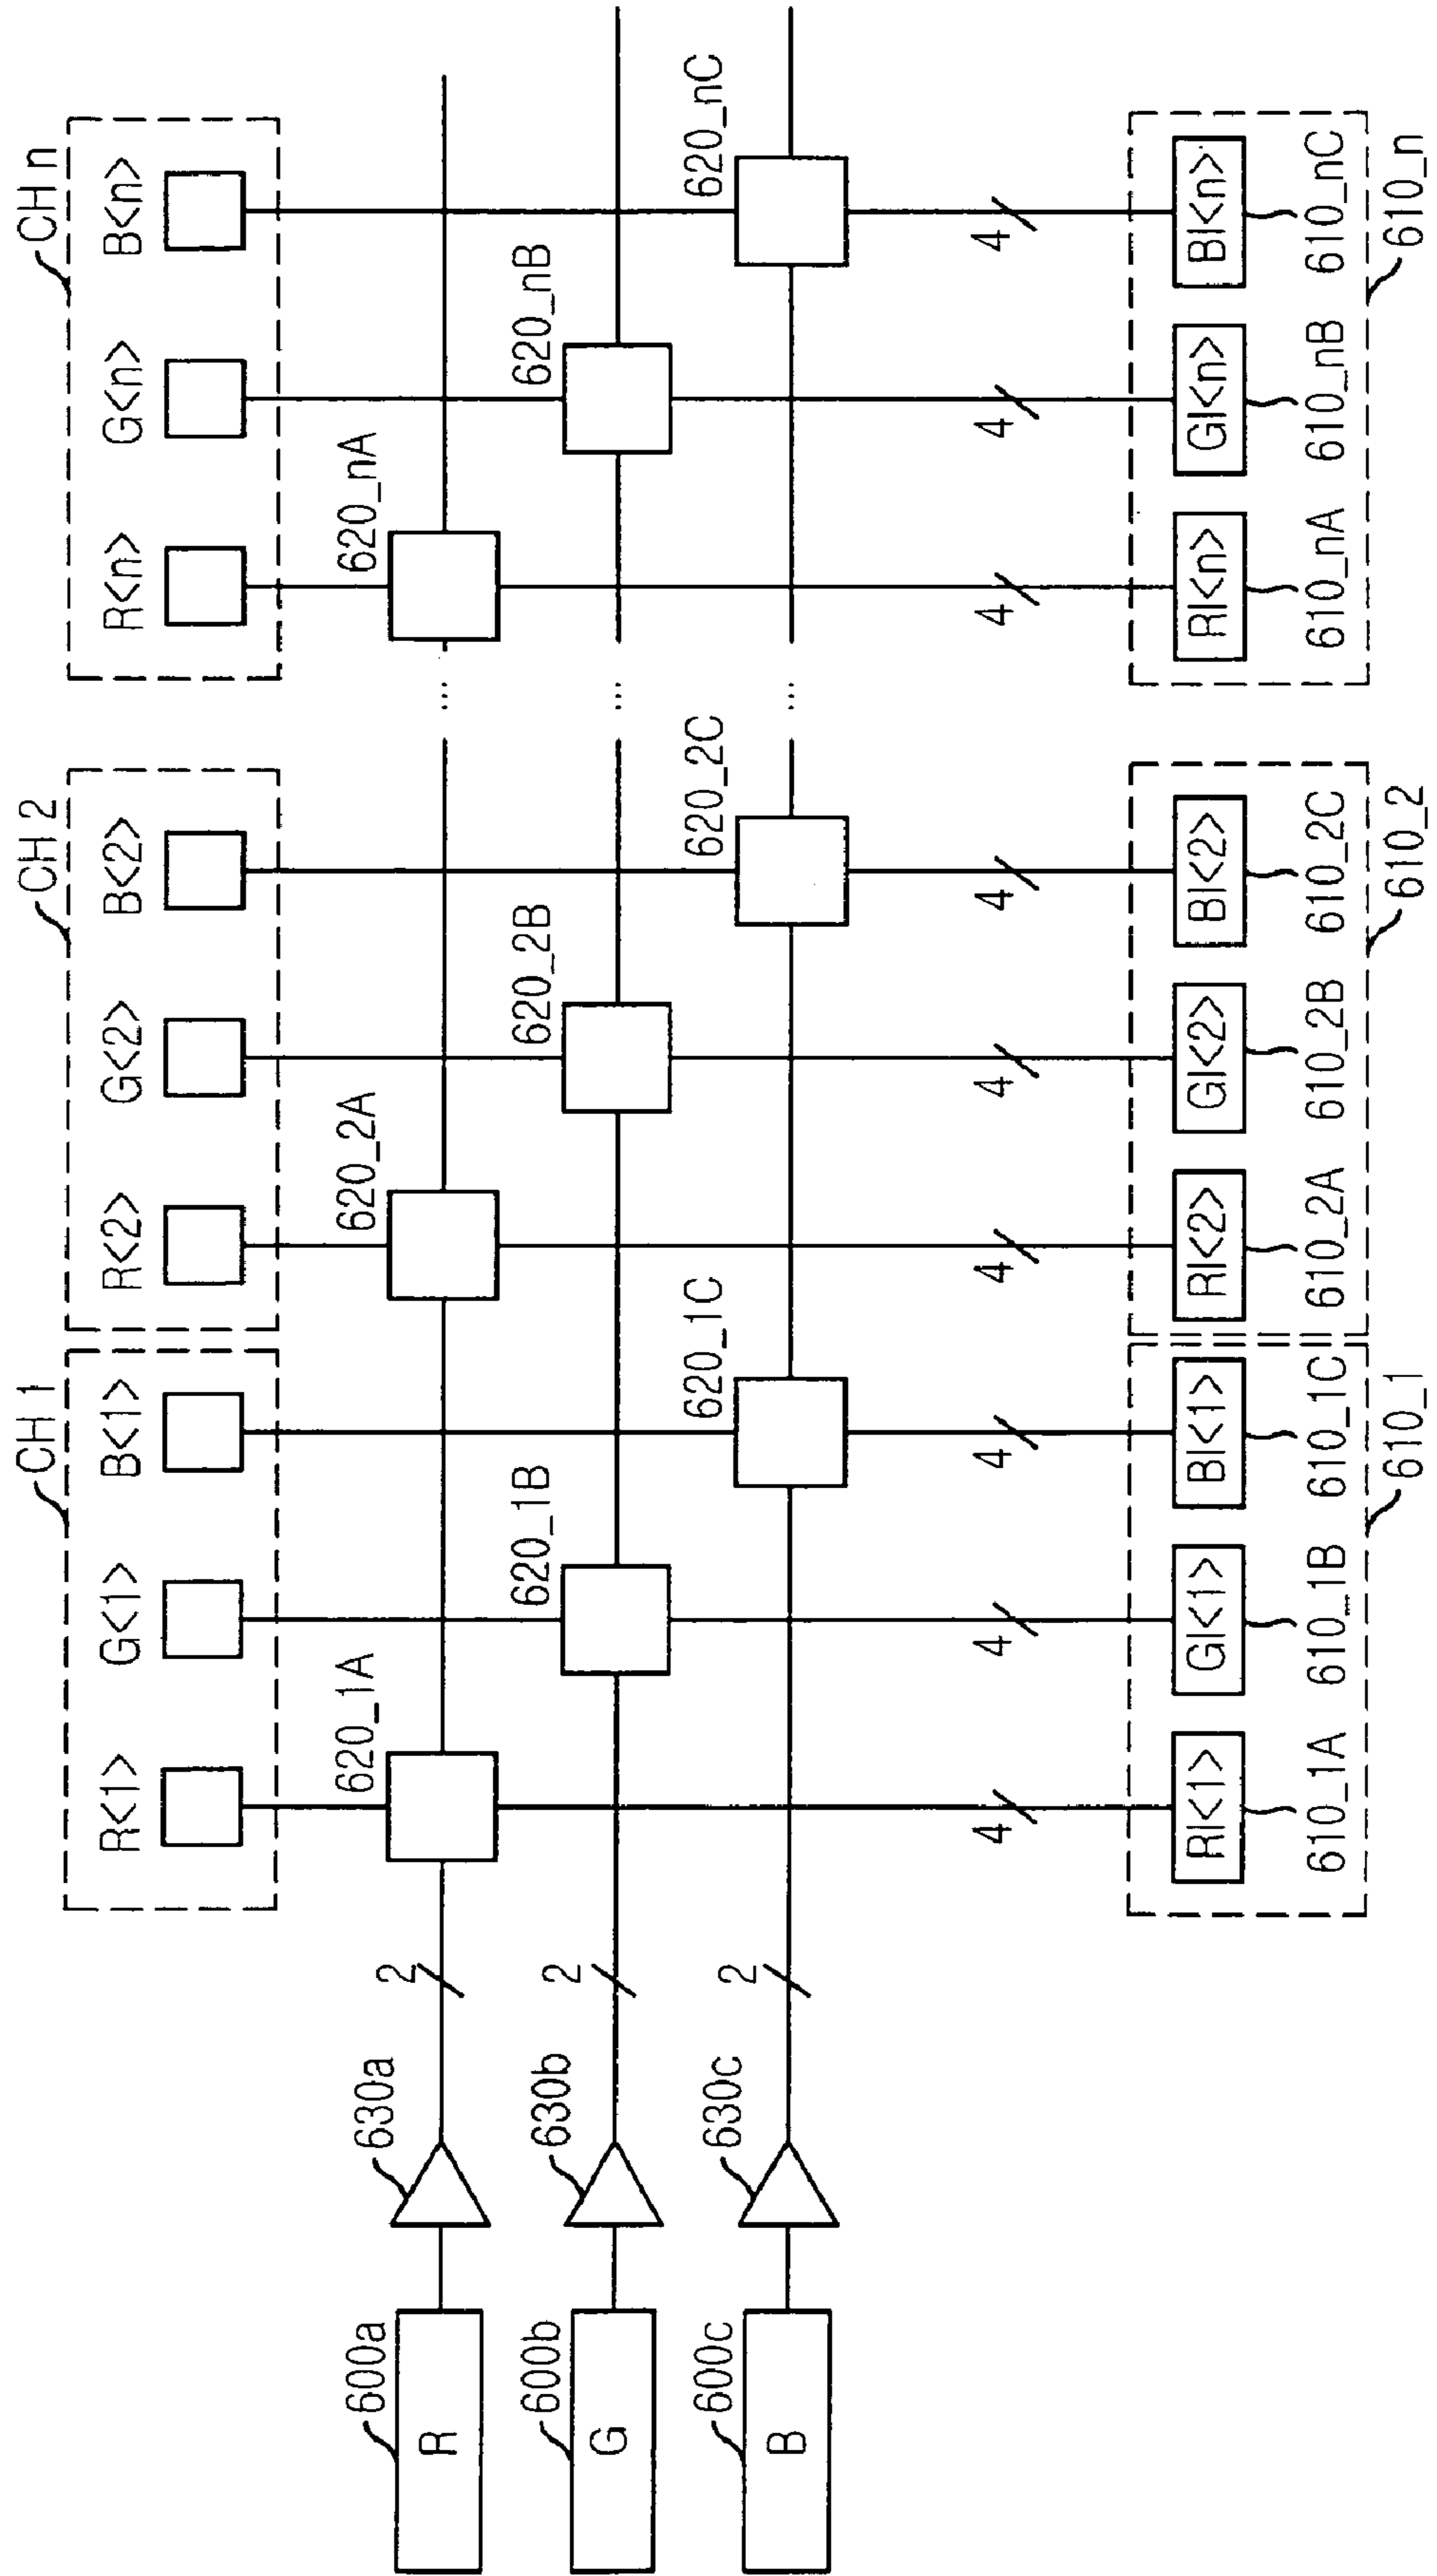 CH 1
CH 2
CH n
R<1>
G<1>
B<1>
R<2>
G<2>
B<2>
R<n>
G<n>
B<n>
620_1A
620_2A
620_nA
600a
R
630a
2
620_1B
620_2B
620_nB
600b
G
630b
2
620_1C
620_2C
620_nC
600c
B
630c
2
...
...
...
4
4
4
4
4
4
4
4
4
RI<1>
GI<1>
BI<1>
RI<2>
GI<2>
BI<2>
RI<n>
GI<n>
BI<n>
610_1A
610_1B
610_1C
610_2A
610_2B
610_2C
610_nA
610_nB
610_nC
610_1
610_2
610_n